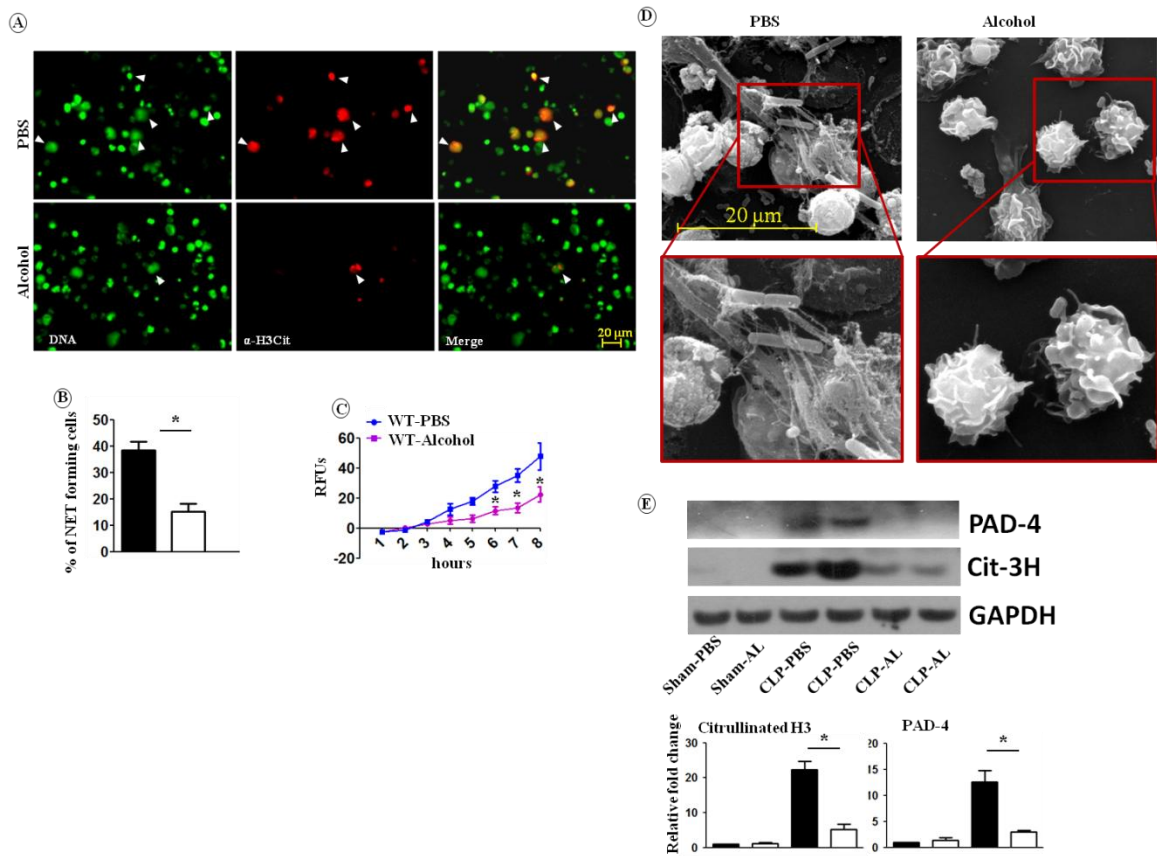 A
PBS
Alcohol
DNA
α-H3Cit
Merge
20 µm
B
% of NET forming cells
50
40
30
20
10
0
*
C
WT-PBS
WT-Alcohol
RFUs
60
40
20
0
-20
* * *
1 2 3 4 5 6 7 8
hours
D
PBS
Alcohol
20 µm
E
PAD-4
Cit-3H
GAPDH
Sham-PBS
Sham-AL
CLP-PBS
CLP-PBS
CLP-AL
CLP-AL
Relative fold change
Citrullinated H3
30
20
10
0
*
PAD-4
20
15
10
5
0
*